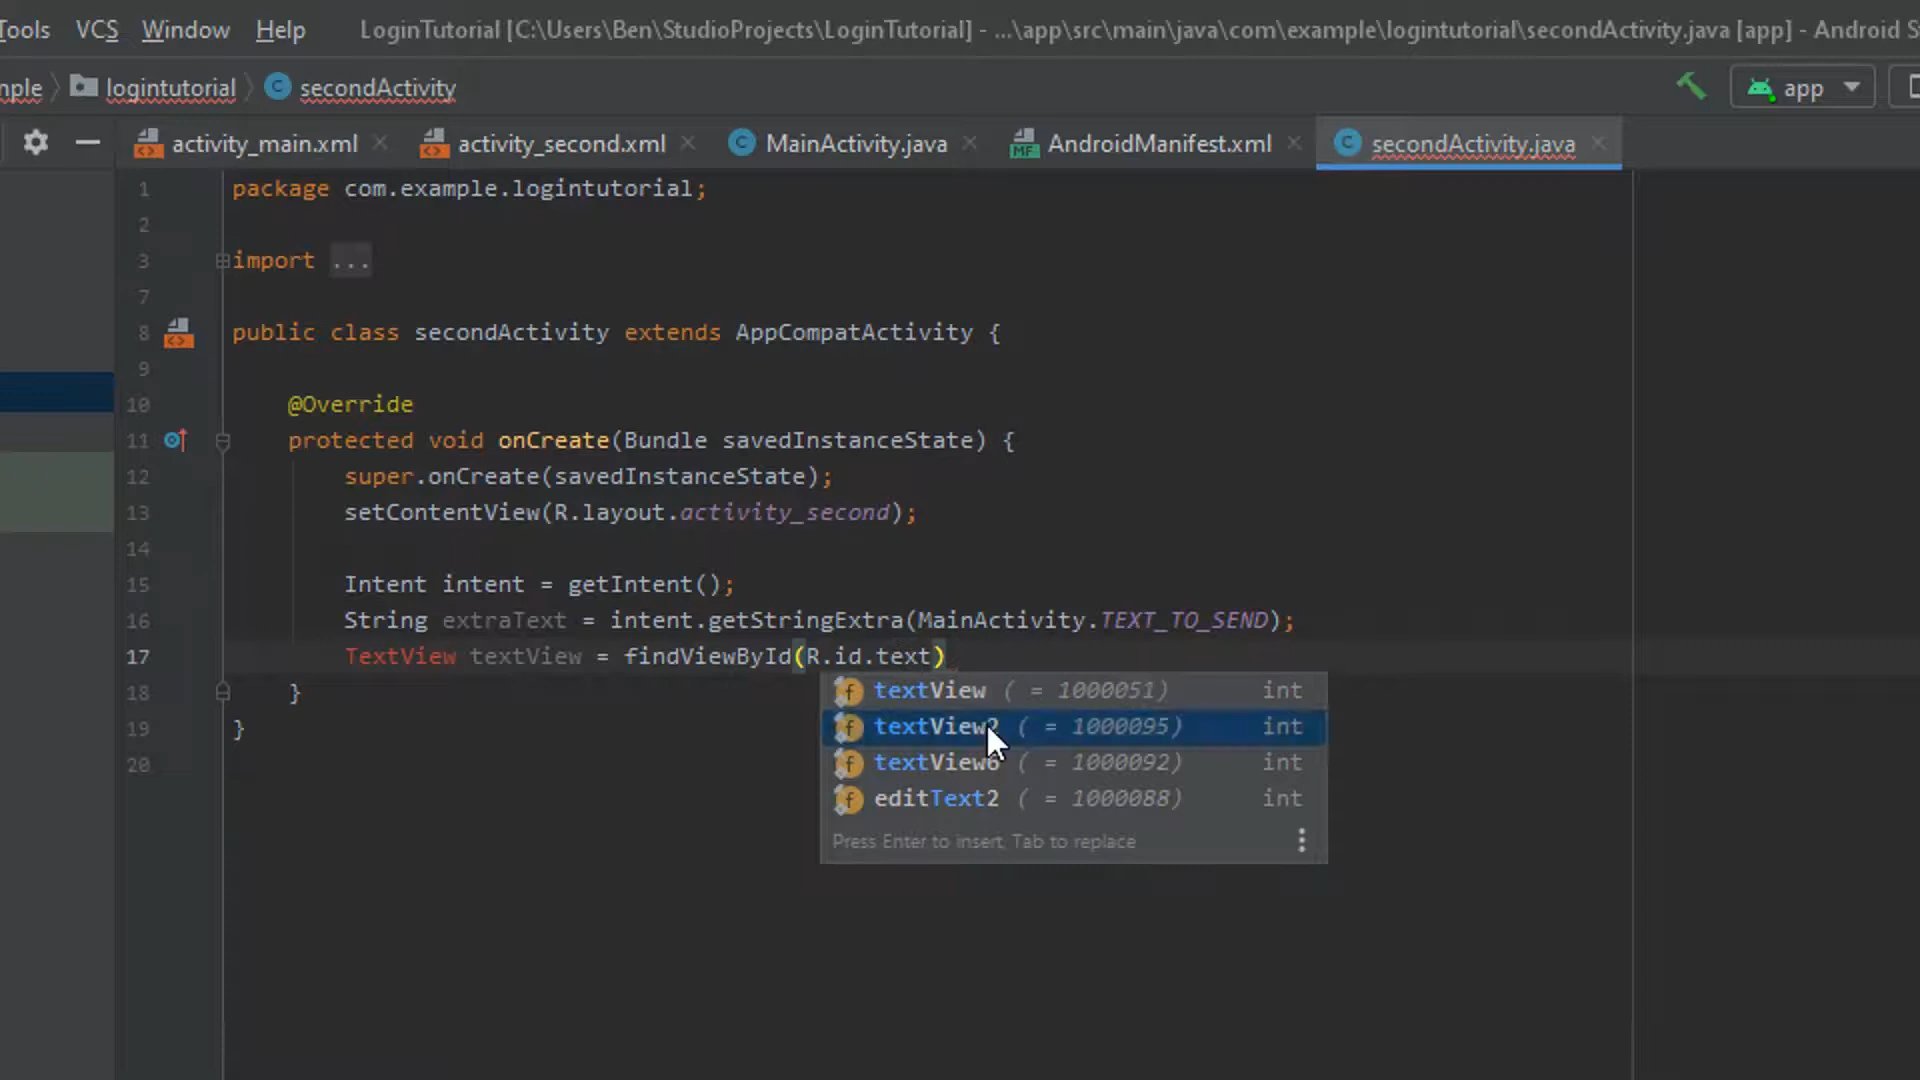 Tools VCS Window Help LoginTutorial [C:\Users\Ben\StudioProjects\LoginTutorial] - ...\app\src\main\java\com\example\logintutorial\secondActivity.java [app] - Android S
mple logintutorial secondActivity app
activity_main.xml activity_second.xml MainActivity.java AndroidManifest.xml secondActivity.java
1 package com.example.logintutorial;
2
3 import ...
7
8 public class secondActivity extends AppCompatActivity {
9
10 @Override
11 protected void onCreate(Bundle savedInstanceState) {
12 super.onCreate(savedInstanceState);
13 setContentView(R.layout.activity_second);
14
15 Intent intent = getIntent();
16 String extraText = intent.getStringExtra(MainActivity.TEXT_TO_SEND);
17 TextView textView = findViewById(R.id.text)
18 }
textView ( = 1000051) int
19 }
textView2 ( = 1000095) int
20
textView6 ( = 1000092) int
editText2 ( = 1000088) int
Press Enter to insert, Tab to replace